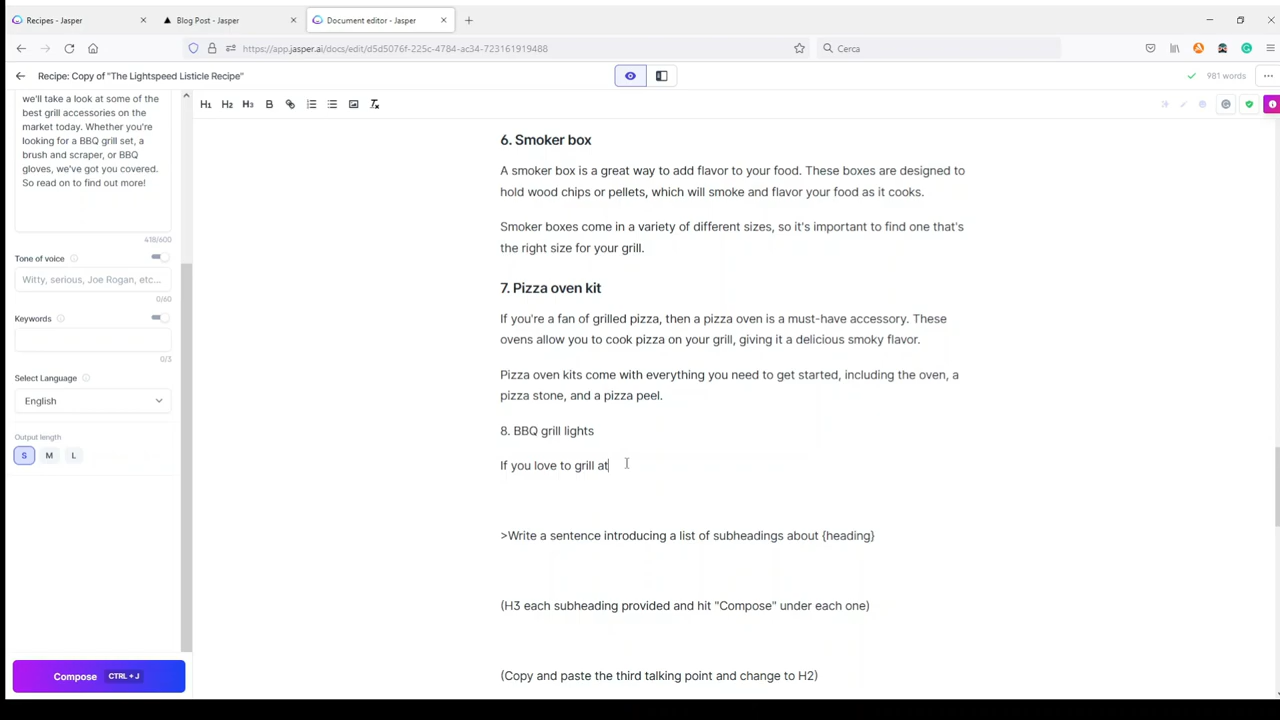 Recipes - Jasper
Blog Post - Jasper
Document editor - Jasper
https://app.jasper.ai/docs/edit/d5d5076f-225c-4784-ac34-723161919488
Cerca
Recipe: Copy of "The Lightspeed Listicle Recipe"
981 words
H1 H2 H3 B
we'll take a look at some of the
best grill accessories on the
market today. Whether you're
looking for a BBQ grill set, a
brush and scraper, or BBQ
gloves, we've got you covered.
So read on to find out more!
418/600
Tone of voice
Witty, serious, Joe Rogan, etc...
0/60
Keywords
0/3
Select Language
English
Output length
S M L
Compose CTRL + J
6. Smoker box
A smoker box is a great way to add flavor to your food. These boxes are designed to
hold wood chips or pellets, which will smoke and flavor your food as it cooks.
Smoker boxes come in a variety of different sizes, so it's important to find one that's
the right size for your grill.
7. Pizza oven kit
If you're a fan of grilled pizza, then a pizza oven is a must-have accessory. These
ovens allow you to cook pizza on your grill, giving it a delicious smoky flavor.
Pizza oven kits come with everything you need to get started, including the oven, a
pizza stone, and a pizza peel.
8. BBQ grill lights
If you love to grill at
>Write a sentence introducing a list of subheadings about {heading}
(H3 each subheading provided and hit "Compose" under each one)
(Copy and paste the third talking point and change to H2)